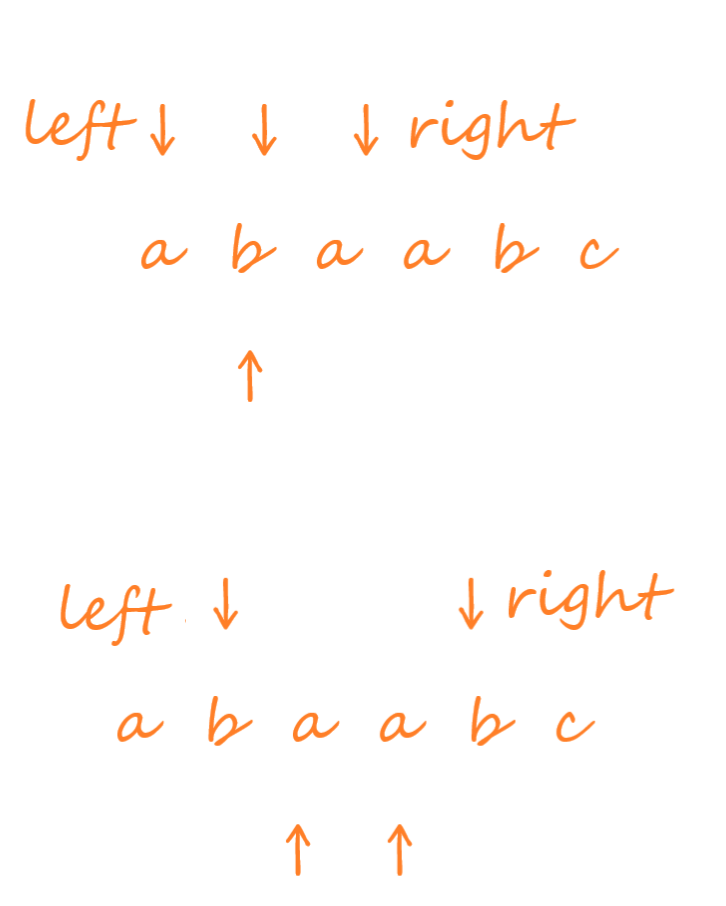 left ↓ ↓ ↓ right
a b a a b c
↑
left ↓ ↓ right
a b a a b c
↑ ↑